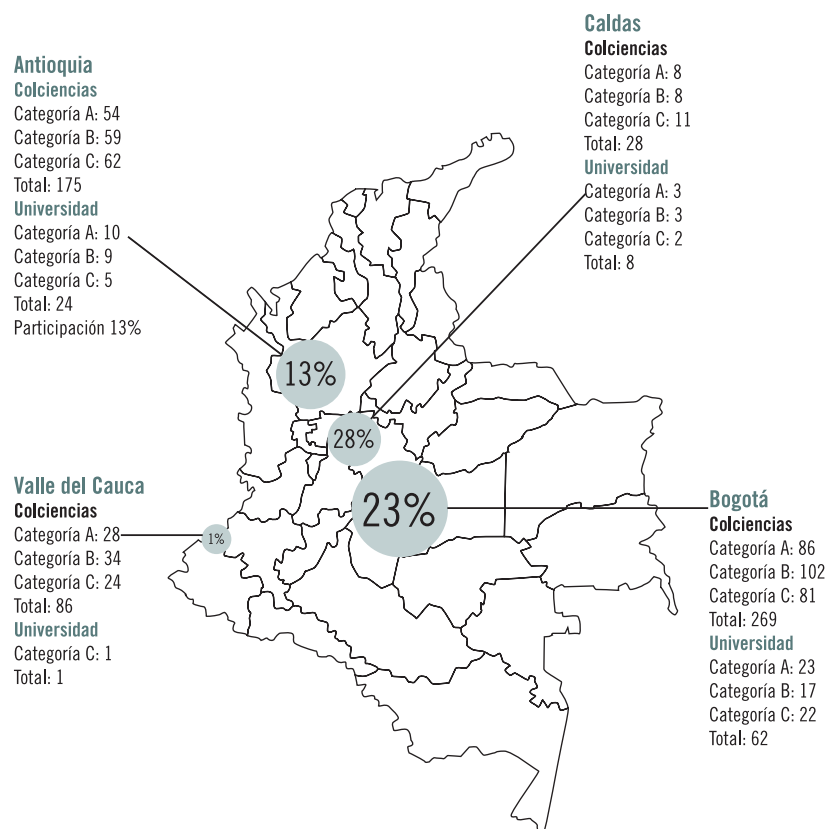 Antioquia
Colciencias
Categoría A: 54
Categoría B: 59
Categoría C: 62
Total: 175
Universidad
Categoría A: 10
Categoría B: 9
Categoría C: 5
Total: 24
Participación 13%
Caldas
Colciencias
Categoría A: 8
Categoría B: 8
Categoría C: 11
Total: 28
Universidad
Categoría A: 3
Categoría B: 3
Categoría C: 2
Total: 8
13%
28%
23%
1%
Valle del Cauca
Colciencias
Categoría A: 28
Categoría B: 34
Categoría C: 24
Total: 86
Universidad
Categoría C: 1
Total: 1
Bogotá
Colciencias
Categoría A: 86
Categoría B: 102
Categoría C: 81
Total: 269
Universidad
Categoría A: 23
Categoría B: 17
Categoría C: 22
Total: 62